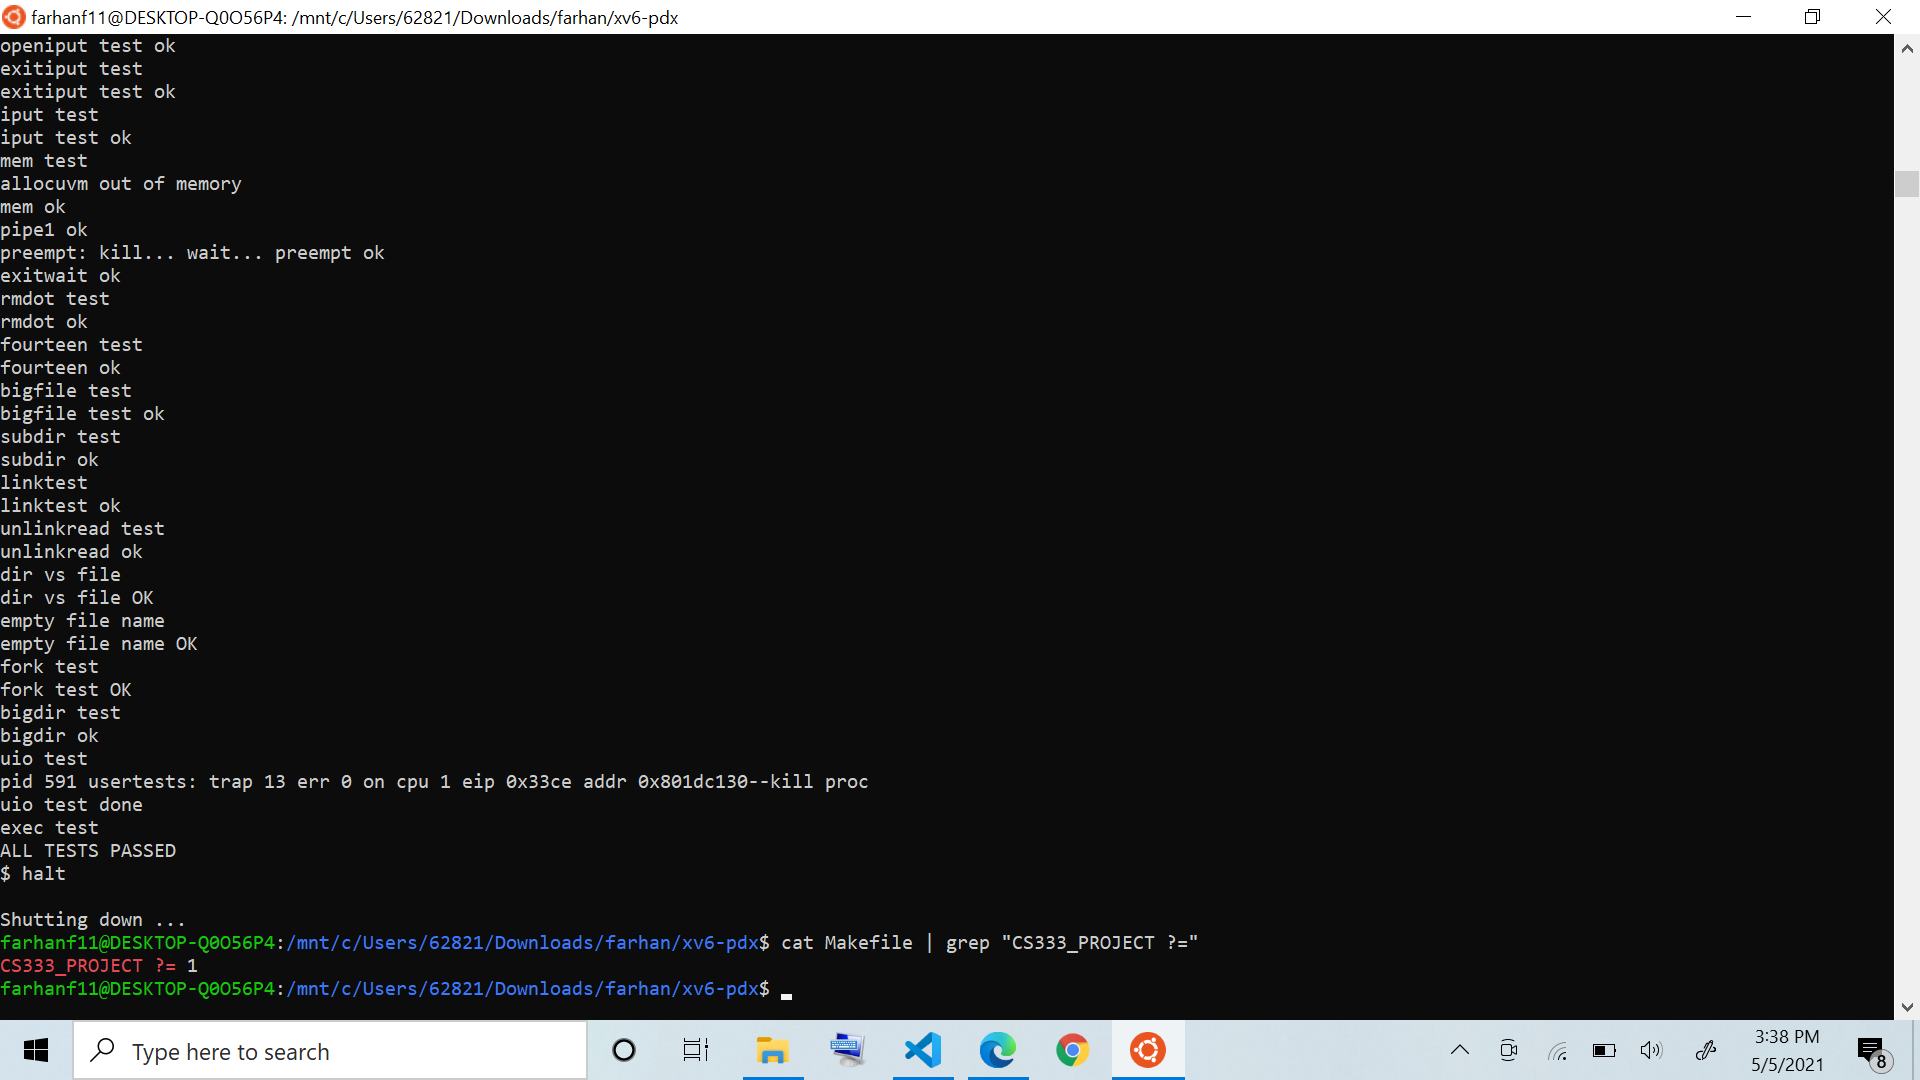 farhanf11@DESKTOP-Q0O56P4: /mnt/c/Users/62821/Downloads/farhan/xv6-pdx
openiput test ok
exitiput test
exitiput test ok
iput test
iput test ok
mem test
allocuvm out of memory
mem ok
pipe1 ok
preempt: kill... wait... preempt ok
exitwait ok
rmdot test
rmdot ok
fourteen test
fourteen ok
bigfile test
bigfile test ok
subdir test
subdir ok
linktest
linktest ok
unlinkread test
unlinkread ok
dir vs file
dir vs file OK
empty file name
empty file name OK
fork test
fork test OK
bigdir test
bigdir ok
uio test
pid 591 usertests: trap 13 err 0 on cpu 1 eip 0x33ce addr 0x801dc130--kill proc
uio test done
exec test
ALL TESTS PASSED
$ halt
Shutting down ...
farhanf11@DESKTOP-Q0O56P4:/mnt/c/Users/62821/Downloads/farhan/xv6-pdx$ cat Makefile | grep "CS333_PROJECT ?="
CS333_PROJECT ?= 1
farhanf11@DESKTOP-Q0O56P4:/mnt/c/Users/62821/Downloads/farhan/xv6-pdx$
Type here to search
3:38 PM
5/5/2021
8